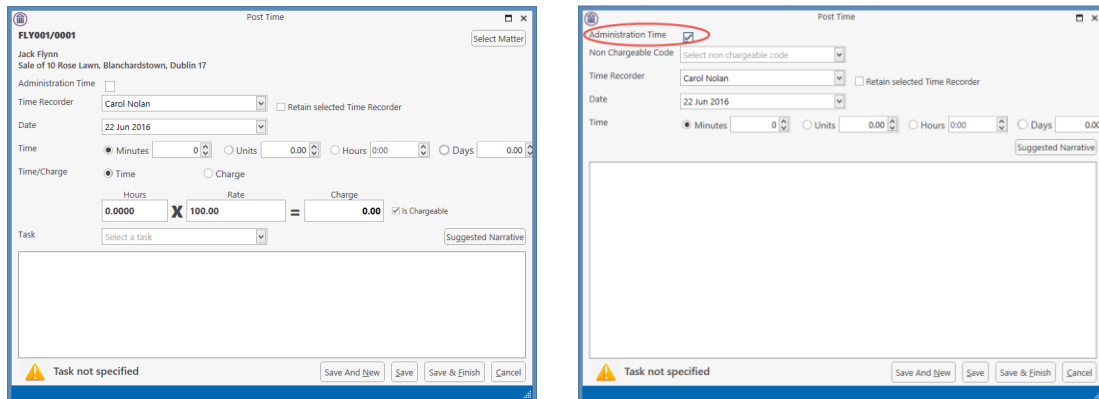 Post Time
FLY001/0001
Select Matter
Jack Flynn
Sale of 10 Rose Lawn, Blanchardstown, Dublin 17
Administration Time
Time Recorder Carol Nolan Retain selected Time Recorder
Date 22 Jun 2016
Time Minutes 0 Units 0.00 Hours 0:00 Days 0.00
Time/Charge Time Charge
Hours Rate Charge
0.0000 X 100.00 = 0.00 Is Chargeable
Task Select a task Suggested Narrative
Task not specified Save And New Save Save & Finish Cancel
Post Time
Administration Time
Non Chargeable Code Select non chargeable code
Time Recorder Carol Nolan Retain selected Time Recorder
Date 22 Jun 2016
Time Minutes 0 Units 0.00 Hours 0:00 Days 0.00
Suggested Narrative
Task not specified Save And New Save Save & Finish Cancel